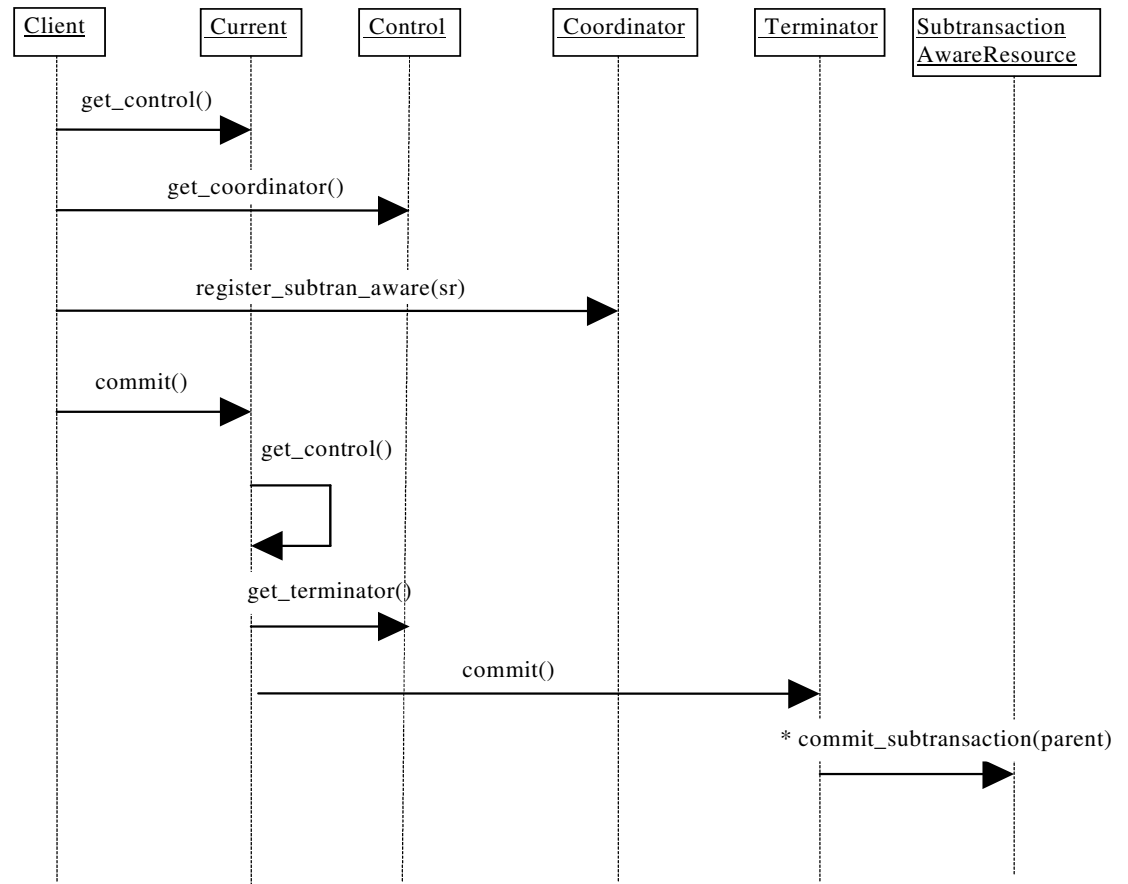 Client
Current
Control
Coordinator
Terminator
Subtransaction
AwareResource
get_control()
get_coordinator()
register_subtran_aware(sr)
commit()
get_control()
get_terminator()
commit()
* commit_subtransaction(parent)